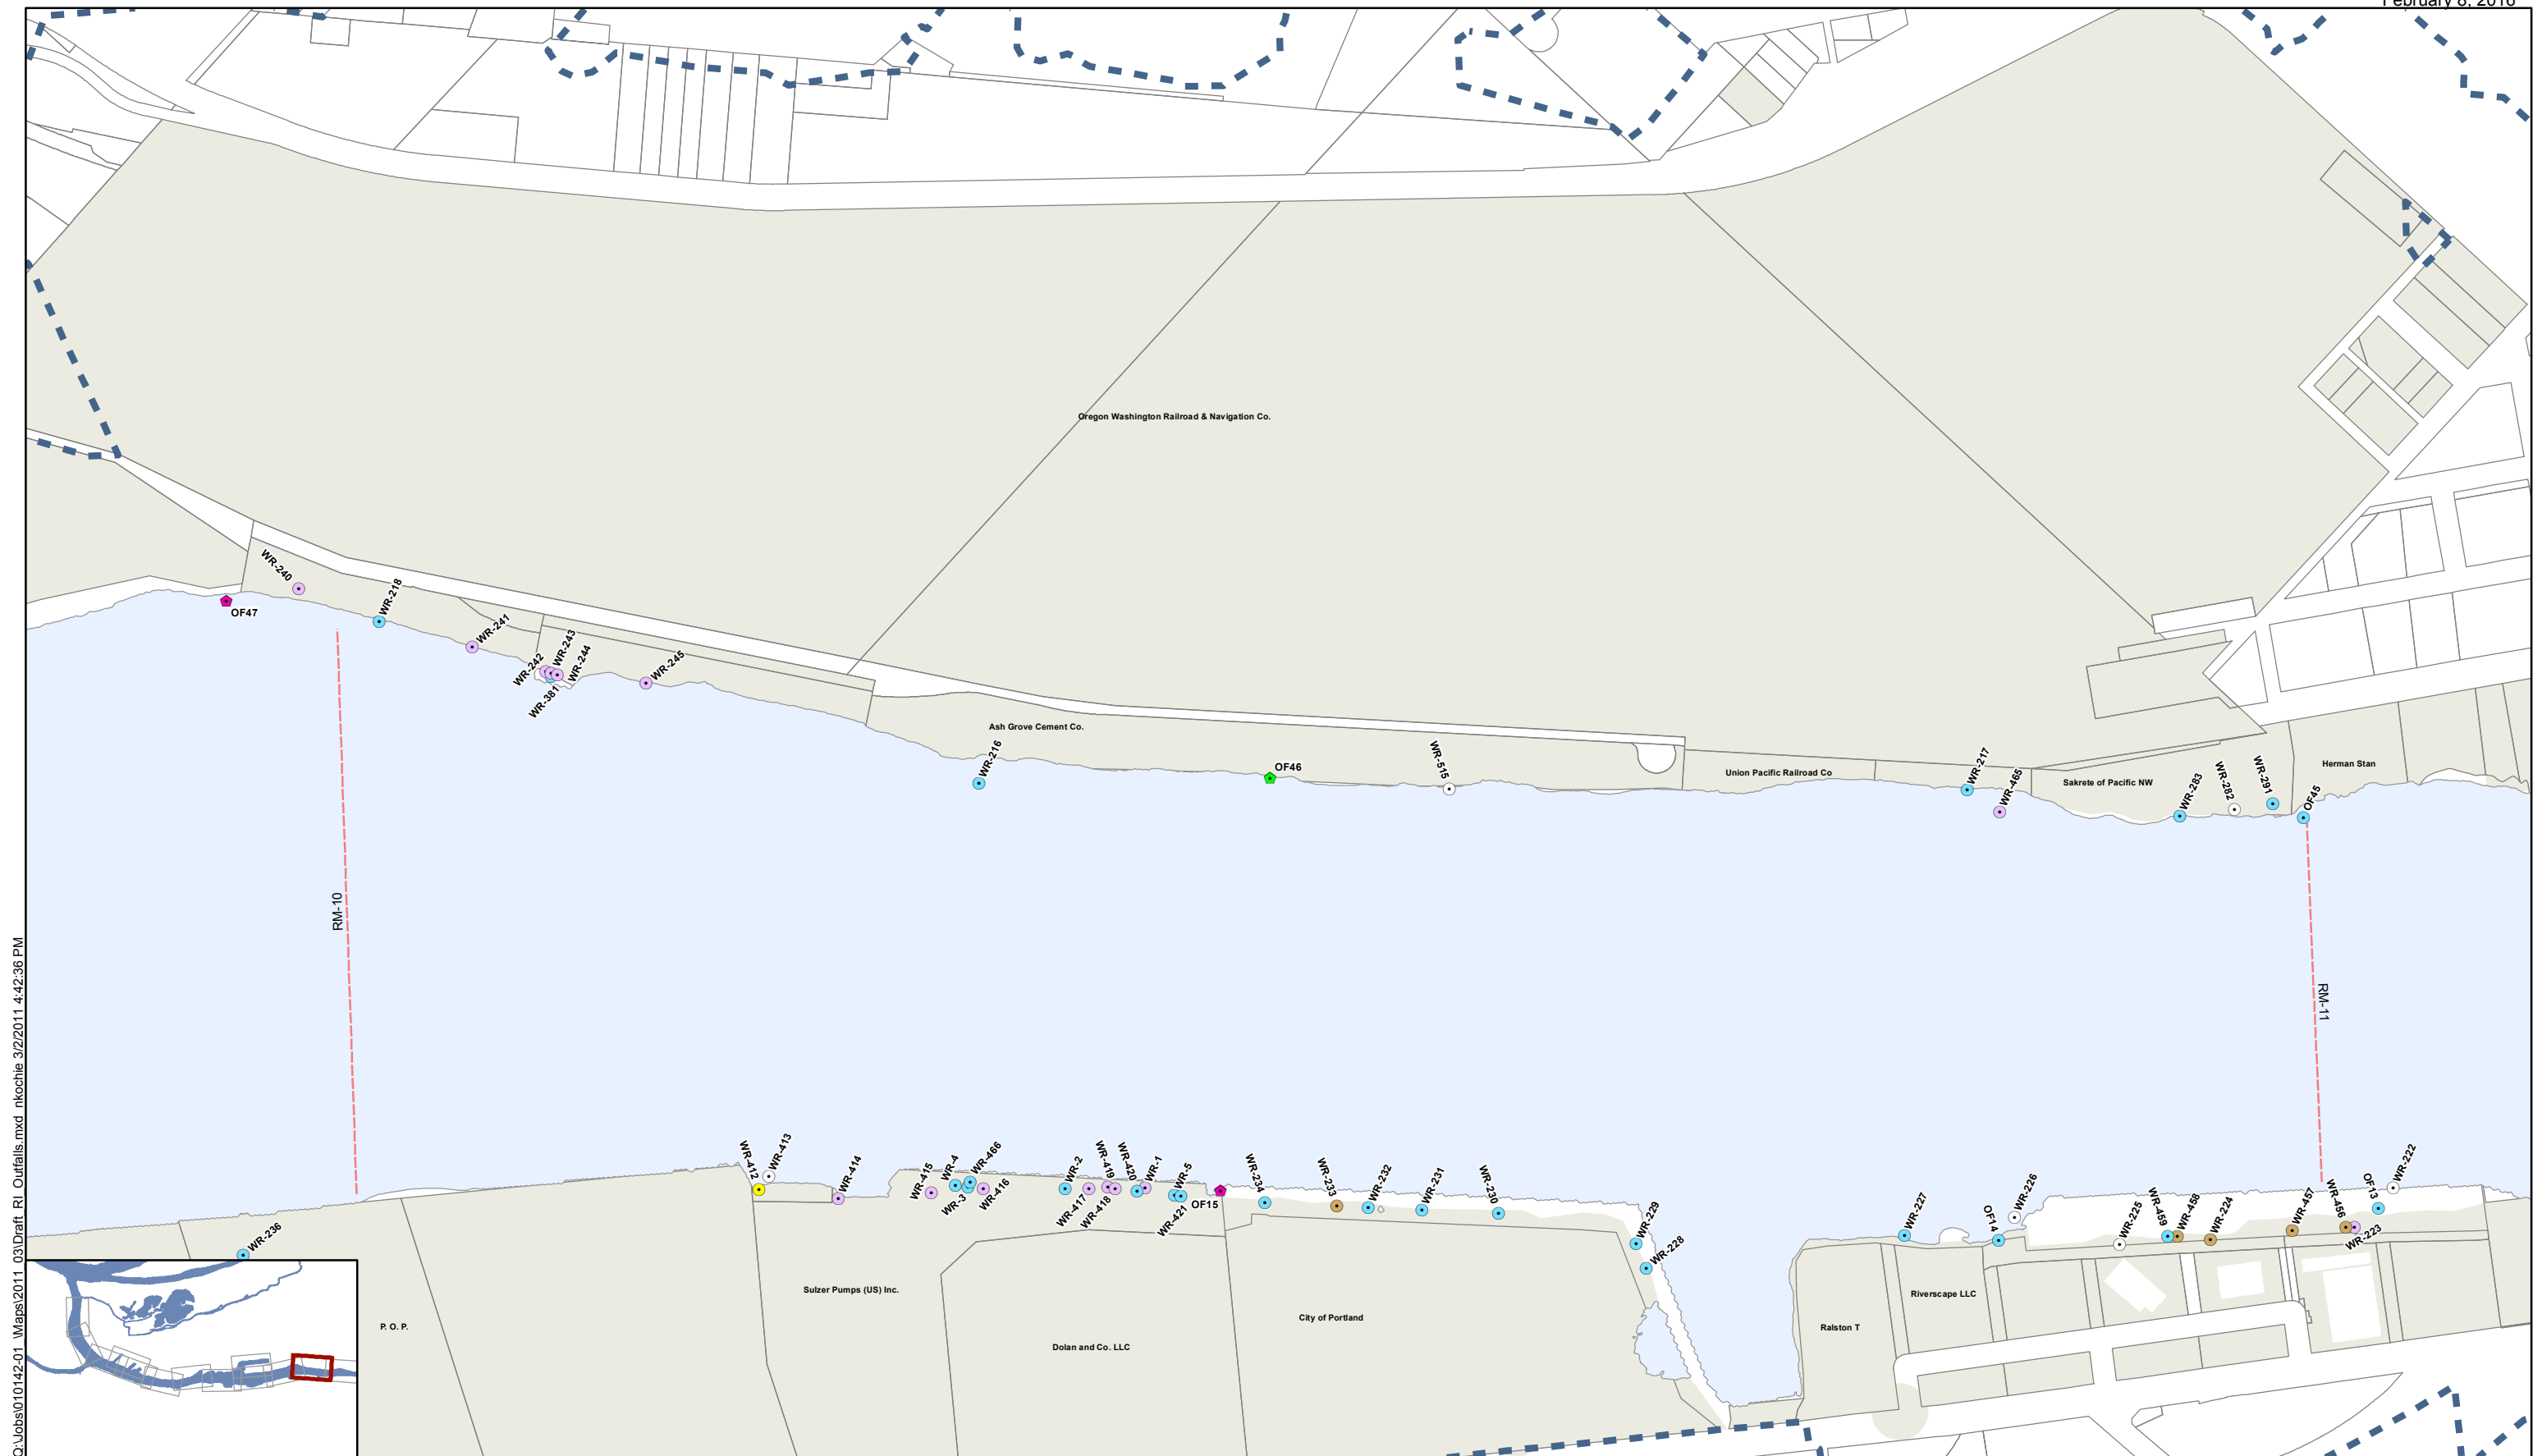 February 8, 2016
Oregon Washington Railroad & Navigation Co.
WR-240
OF47
WR-218
WR-241
WR-242
WR-243
WR-244
WR-381
WR-245
Ash Grove Cement Co.
WR-216
OF46
WR-515
Union Pacific Railroad Co
WR-217
WR-465
Sakrete of Pacific NW
WR-283
WR-282
WR-291
Herman Stan
OF45
RM-10
RM-11
WR-412
WR-413
WR-414
WR-415
WR-4
WR-466
WR-3
WR-416
WR-2
WR-417
WR-419
WR-418
WR-420
WR-1
WR-5
WR-421
OF15
WR-234
WR-233
WR-232
WR-231
WR-230
WR-229
WR-228
WR-227
OF14
WR-226
WR-225
WR-459
WR-458
WR-224
WR-457
WR-456
WR-223
OF13
WR-222
WR-236
P. O. P.
Sulzer Pumps (US) Inc.
Dolan and Co. LLC
City of Portland
Ralston T
Riverscape LLC
Q:\Jobs\010142-01_\Maps\2011_03\Draft_RI_Outfalls.mxd nkochie 3/2/2011 4:42:36 PM